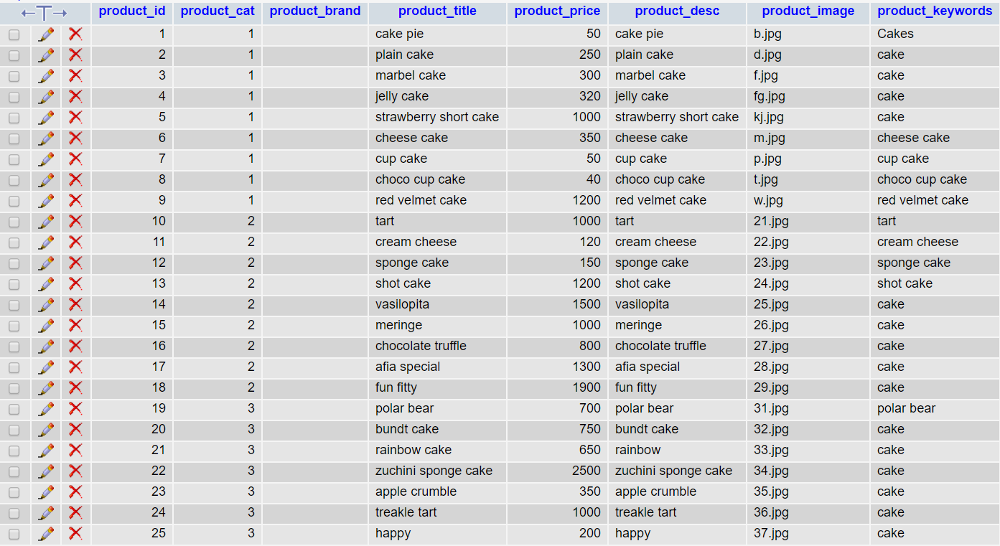 product_id product_cat product_brand product_title product_price product_desc product_image product_keywords
1 1 cake pie 50 cake pie b.jpg Cakes
2 1 plain cake 250 plain cake d.jpg cake
3 1 marbel cake 300 marbel cake f.jpg cake
4 1 jelly cake 320 jelly cake fg.jpg cake
5 1 strawberry short cake 1000 strawberry short cake kj.jpg cake
6 1 cheese cake 350 cheese cake m.jpg cheese cake
7 1 cup cake 50 cup cake p.jpg cup cake
8 1 choco cup cake 40 choco cup cake t.jpg choco cup cake
9 1 red velmet cake 1200 red velmet cake w.jpg red velmet cake
10 2 tart 1000 tart 21.jpg tart
11 2 cream cheese 120 cream cheese 22.jpg cream cheese
12 2 sponge cake 150 sponge cake 23.jpg sponge cake
13 2 shot cake 1200 shot cake 24.jpg shot cake
14 2 vasilopita 1500 vasilopita 25.jpg cake
15 2 meringe 1000 meringe 26.jpg cake
16 2 chocolate truffle 800 chocolate truffle 27.jpg cake
17 2 afia special 1300 afia special 28.jpg cake
18 2 fun fitty 1900 fun fitty 29.jpg cake
19 3 polar bear 700 polar bear 31.jpg polar bear
20 3 bundt cake 750 bundt cake 32.jpg cake
21 3 rainbow cake 650 rainbow 33.jpg cake
22 3 zuchini sponge cake 2500 zuchini sponge cake 34.jpg cake
23 3 apple crumble 350 apple crumble 35.jpg cake
24 3 treakle tart 1000 treakle tart 36.jpg cake
25 3 happy 200 happy 37.jpg cake